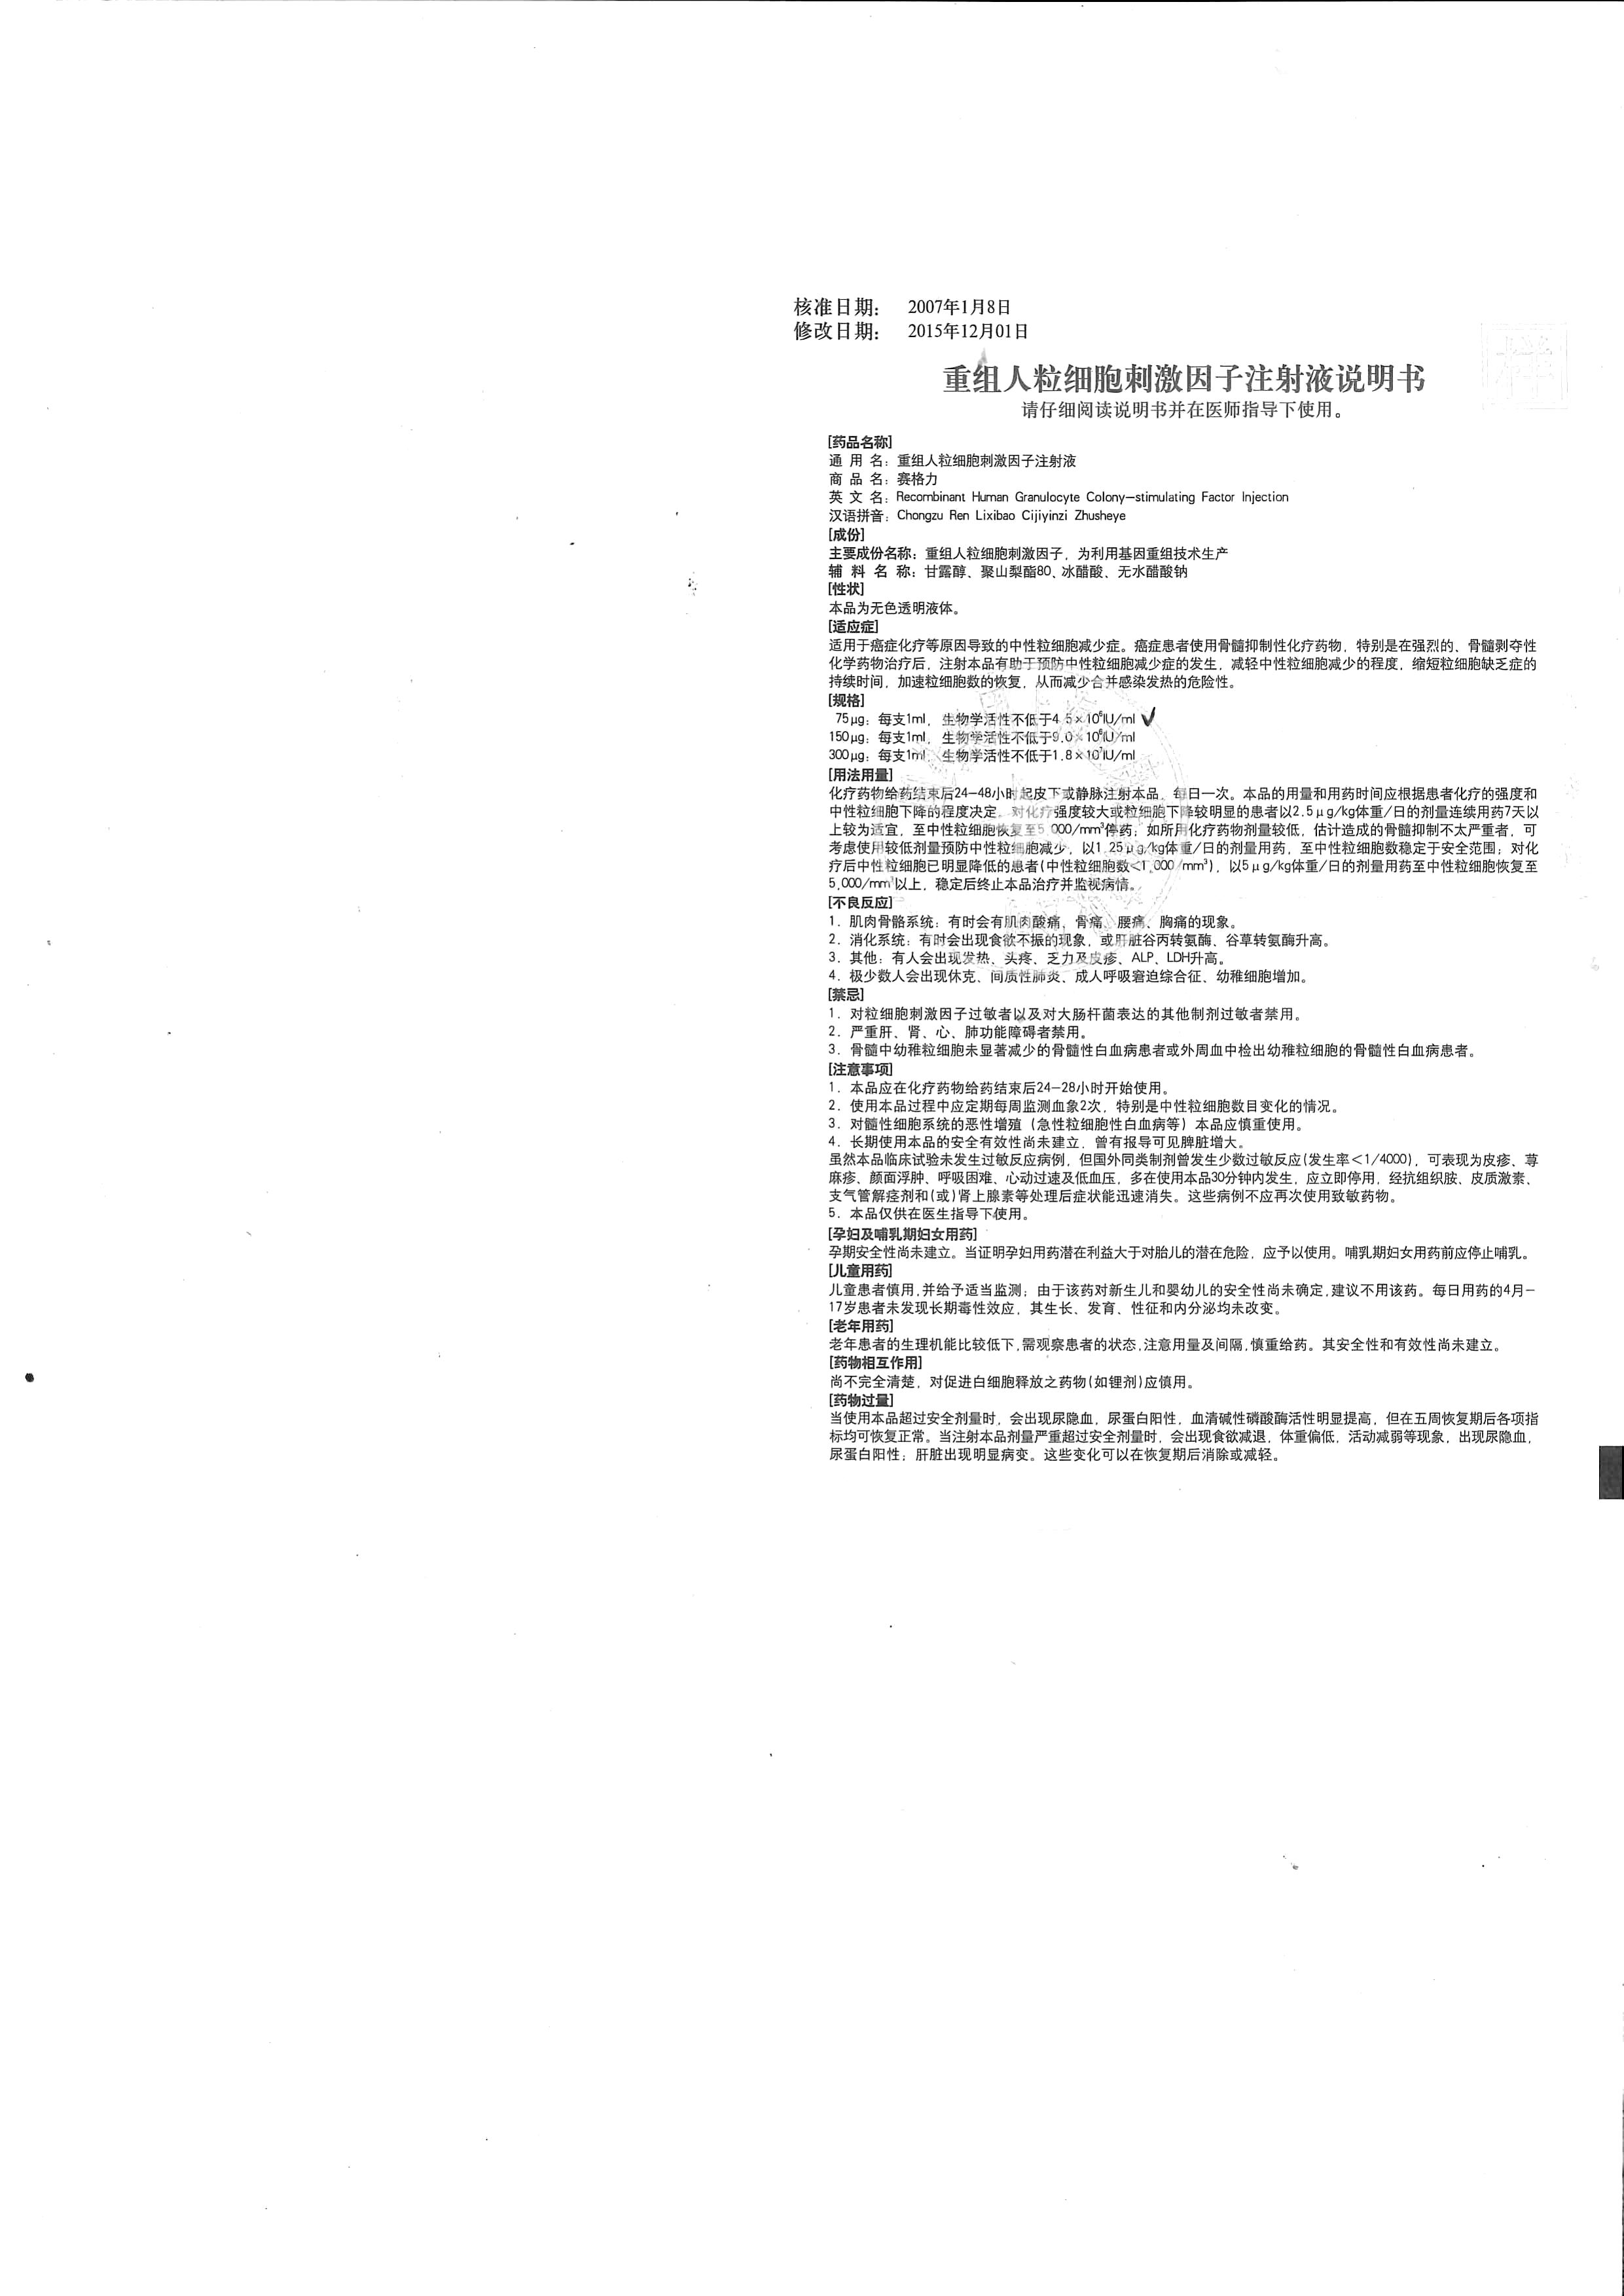 核准日期： 2007年1月8日
修改日期： 2015年12月01日
重组人粒细胞刺激因子注射液说明书
请仔细阅读说明书并在医师指导下使用。
[药品名称]
通 用 名：重组人粒细胞刺激因子注射液
商 品 名：赛格力
英 文 名：Recombinant Human Granulocyte Colony-stimulating Factor Injection
汉语拼音：Chongzu Ren Lixibao Cijiyinzi Zhusheye
[成份]
主要成份名称：重组人粒细胞刺激因子，为利用基因重组技术生产
辅 料 名 称：甘露醇、聚山梨酯80、冰醋酸、无水醋酸钠
[性状]
本品为无色透明液体。
[适应症]
适用于癌症化疗等原因导致的中性粒细胞减少症。癌症患者使用骨髓抑制性化疗药物，特别是在强烈的、骨髓剥夺性
化学药物治疗后，注射本品有助于预防中性粒细胞减少症的发生，减轻中性粒细胞减少的程度，缩短粒细胞缺乏症的
持续时间，加速粒细胞数的恢复，从而减少合并感染发热的危险性。
[规格]
75μg：每支1ml，生物学活性不低于4.5×10⁶IU/ml ✓
150μg：每支1ml，生物学活性不低于9.0×10⁶IU/ml
300μg：每支1ml，生物学活性不低于1.8×10⁷IU/ml
[用法用量]
化疗药物给药结束后24-48小时起皮下或静脉注射本品，每日一次。本品的用量和用药时间应根据患者化疗的强度和
中性粒细胞下降的程度决定。对化疗强度较大或粒细胞下降较明显的患者以2.5μg/kg体重/日的剂量连续用药7天以
上较为适宜，至中性粒细胞恢复至5,000/mm³停药；如所用化疗药物剂量较低，估计造成的骨髓抑制不太严重者，可
考虑使用较低剂量预防中性粒细胞减少，以1.25μg/kg体重/日的剂量用药，至中性粒细胞数稳定于安全范围；对化
疗后中性粒细胞已明显降低的患者(中性粒细胞数<1,000/mm³)，以5μg/kg体重/日的剂量用药至中性粒细胞恢复至
5,000/mm³以上，稳定后终止本品治疗并监视病情。
[不良反应]
1．肌肉骨骼系统：有时会有肌肉酸痛、骨痛、腰痛、胸痛的现象。
2．消化系统：有时会出现食欲不振的现象，或肝脏谷丙转氨酶、谷草转氨酶升高。
3．其他：有人会出现发热、头疼、乏力及皮疹、ALP、LDH升高。
4．极少数人会出现休克、间质性肺炎、成人呼吸窘迫综合征、幼稚细胞增加。
[禁忌]
1．对粒细胞刺激因子过敏者以及对大肠杆菌表达的其他制剂过敏者禁用。
2．严重肝、肾、心、肺功能障碍者禁用。
3．骨髓中幼稚粒细胞未显著减少的骨髓性白血病患者或外周血中检出幼稚粒细胞的骨髓性白血病患者。
[注意事项]
1．本品应在化疗药物给药结束后24-28小时开始使用。
2．使用本品过程中应定期每周监测血象2次，特别是中性粒细胞数目变化的情况。
3．对髓性细胞系统的恶性增殖（急性粒细胞性白血病等）本品应慎重使用。
4．长期使用本品的安全有效性尚未建立，曾有报导可见脾脏增大。
虽然本品临床试验未发生过敏反应病例，但国外同类制剂曾发生少数过敏反应(发生率<1/4000)，可表现为皮疹、荨
麻疹、颜面浮肿、呼吸困难、心动过速及低血压，多在使用本品30分钟内发生，应立即停用，经抗组织胺、皮质激素、
支气管解痉剂和(或)肾上腺素等处理后症状能迅速消失。这些病例不应再次使用致敏药物。
5．本品仅供在医生指导下使用。
[孕妇及哺乳期妇女用药]
孕期安全性尚未建立。当证明孕妇用药潜在利益大于对胎儿的潜在危险，应予以使用。哺乳期妇女用药前应停止哺乳。
[儿童用药]
儿童患者慎用，并给予适当监测；由于该药对新生儿和婴幼儿的安全性尚未确定，建议不用该药。每日用药的4月-
17岁患者未发现长期毒性效应，其生长、发育、性征和内分泌均未改变。
[老年用药]
老年患者的生理机能比较低下，需观察患者的状态，注意用量及间隔，慎重给药。其安全性和有效性尚未建立。
[药物相互作用]
尚不完全清楚，对促进白细胞释放之药物(如锂剂)应慎用。
[药物过量]
当使用本品超过安全剂量时，会出现尿隐血，尿蛋白阳性，血清碱性磷酸酶活性明显提高，但在五周恢复期后各项指
标均可恢复正常。当注射本品剂量严重超过安全剂量时，会出现食欲减退，体重偏低，活动减弱等现象，出现尿隐血，
尿蛋白阳性；肝脏出现明显病变。这些变化可以在恢复期后消除或减轻。